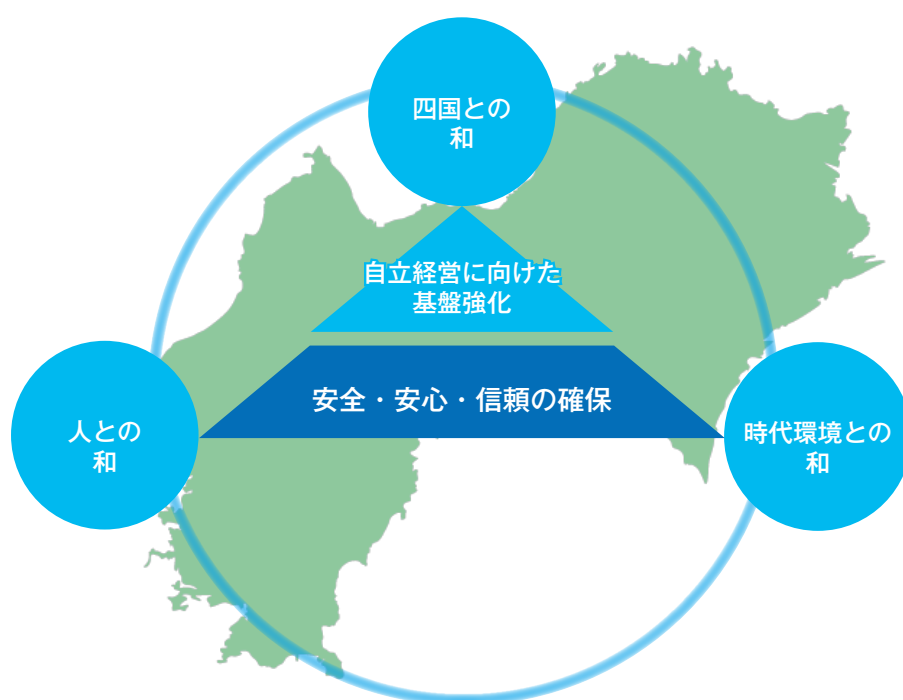 四国との
和
自立経営に向けた
基盤強化
安全・安心・信頼の確保
人との
和
時代環境との
和